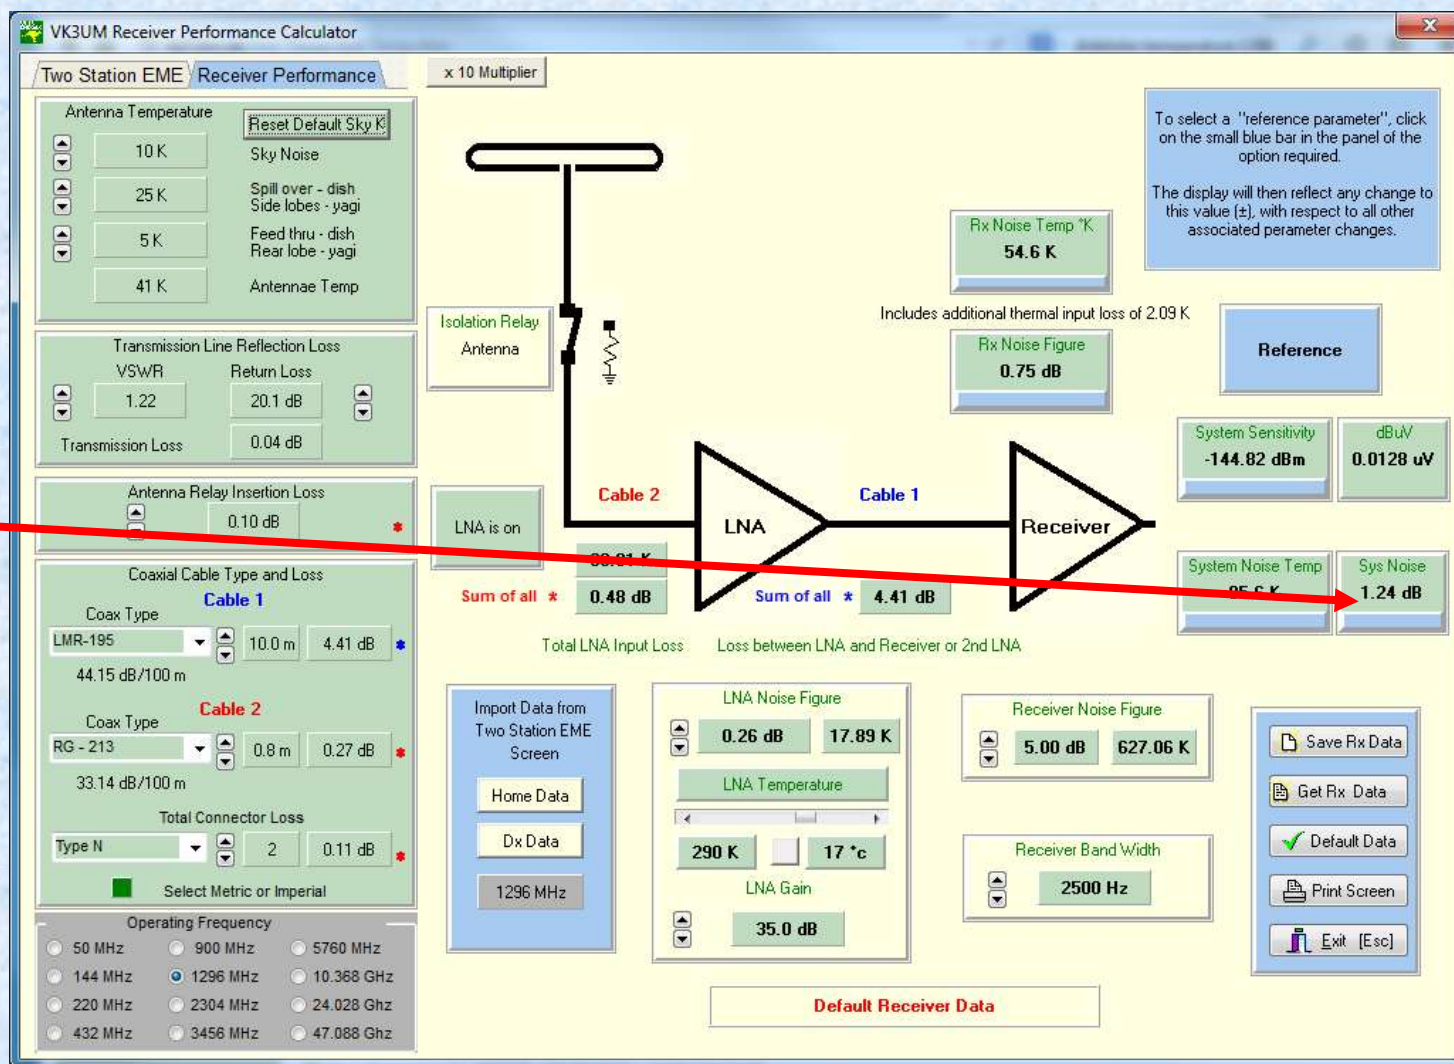 VK3UM Receiver Performance Calculator
Two Station EME
Receiver Performance
x 10 Multiplier
Antenna Temperature
Reset Default Sky K
10 K
Sky Noise
25 K
Spill over - dish
Side lobes - yagi
5 K
Feed thru - dish
Rear lobe - yagi
41 K
Antennae Temp
Transmission Line Reflection Loss
VSWR
Return Loss
1.22
20.1 dB
Transmission Loss
0.04 dB
Antenna Relay Insertion Loss
0.10 dB
*
Coaxial Cable Type and Loss
Cable 1
Coax Type
LMR-195
10.0 m
4.41 dB
*
44.15 dB/100 m
Cable 2
Coax Type
RG - 213
0.8 m
0.27 dB
*
33.14 dB/100 m
Total Connector Loss
Type N
2
0.11 dB
*
Select Metric or Imperial
Operating Frequency
50 MHz
900 MHz
5760 MHz
144 MHz
1296 MHz
10.368 GHz
220 MHz
2304 MHz
24.028 Ghz
432 MHz
3456 MHz
47.088 Ghz
To select a "reference parameter", click
on the small blue bar in the panel of the
option required.
The display will then reflect any change to
this value (±), with respect to all other
associated perameter changes.
Rx Noise Temp °K
54.6 K
Includes additional thermal input loss of 2.09 K
Rx Noise Figure
0.75 dB
Reference
Isolation Relay
Antenna
System Sensitivity
-144.82 dBm
dBuV
0.0128 uV
LNA is on
Cable 2
LNA
Cable 1
Receiver
Sum of all *
0.48 dB
Sum of all *
4.41 dB
System Noise Temp
Sys Noise
1.24 dB
Total LNA Input Loss
Loss between LNA and Receiver or 2nd LNA
Import Data from
Two Station EME
Screen
Home Data
Dx Data
1296 MHz
LNA Noise Figure
0.26 dB
17.89 K
LNA Temperature
290 K
17 °c
LNA Gain
35.0 dB
Receiver Noise Figure
5.00 dB
627.06 K
Receiver Band Width
2500 Hz
Save Rx Data
Get Rx Data
Default Data
Print Screen
Exit [Esc]
Default Receiver Data